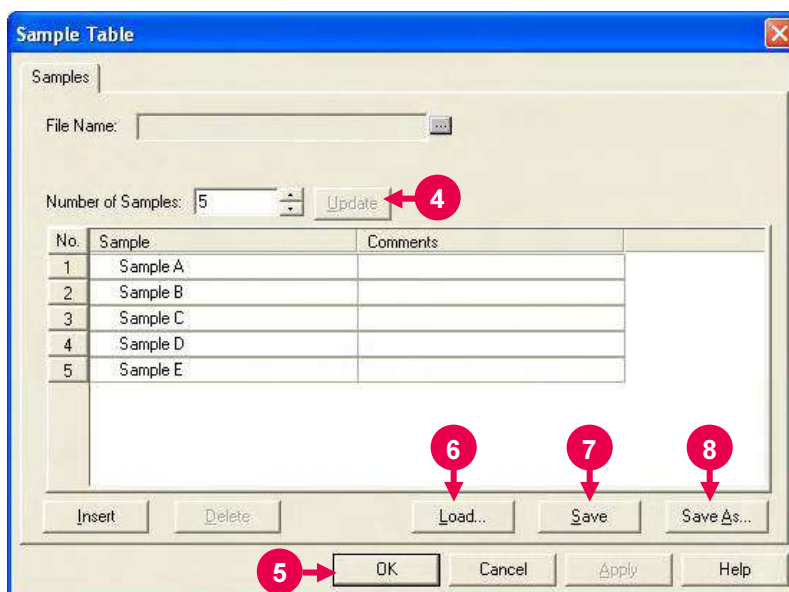 Sample Table
Samples
File Name: ...
Number of Samples: 5 Update 4
No. Sample Comments
1 Sample A
2 Sample B
3 Sample C
4 Sample D
5 Sample E
6 7 8
Insert Delete Load... Save Save As...
5 OK Cancel Apply Help